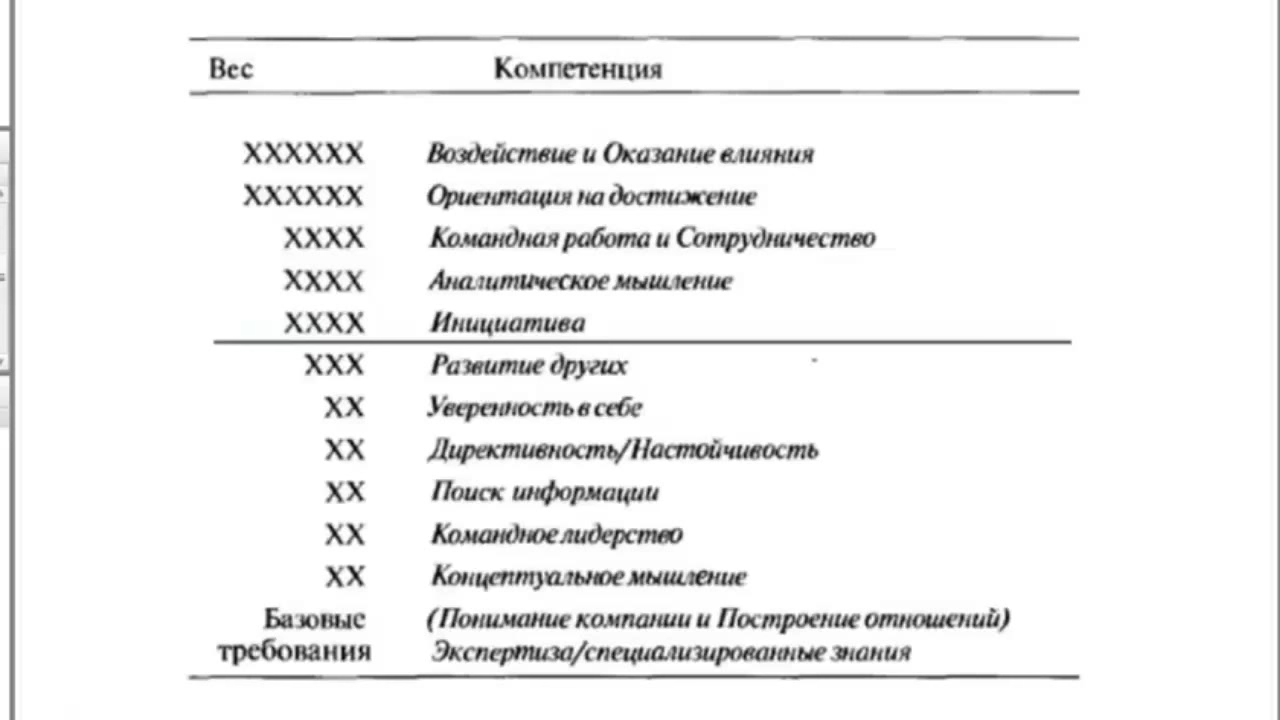 Вес Компетенция
XXXXXX Воздействие и Оказание влияния
XXXXXX Ориентация на достижение
XXXX Командная работа и Сотрудничество
XXXX Аналитическое мышление
XXXX Инициатива
XXX Развитие других
XX Уверенность в себе
XX Директивность/Настойчивость
XX Поиск информации
XX Командное лидерство
XX Концептуальное мышление
Базовые (Понимание компании и Построение отношений)
требования Экспертиза/специализированные знания